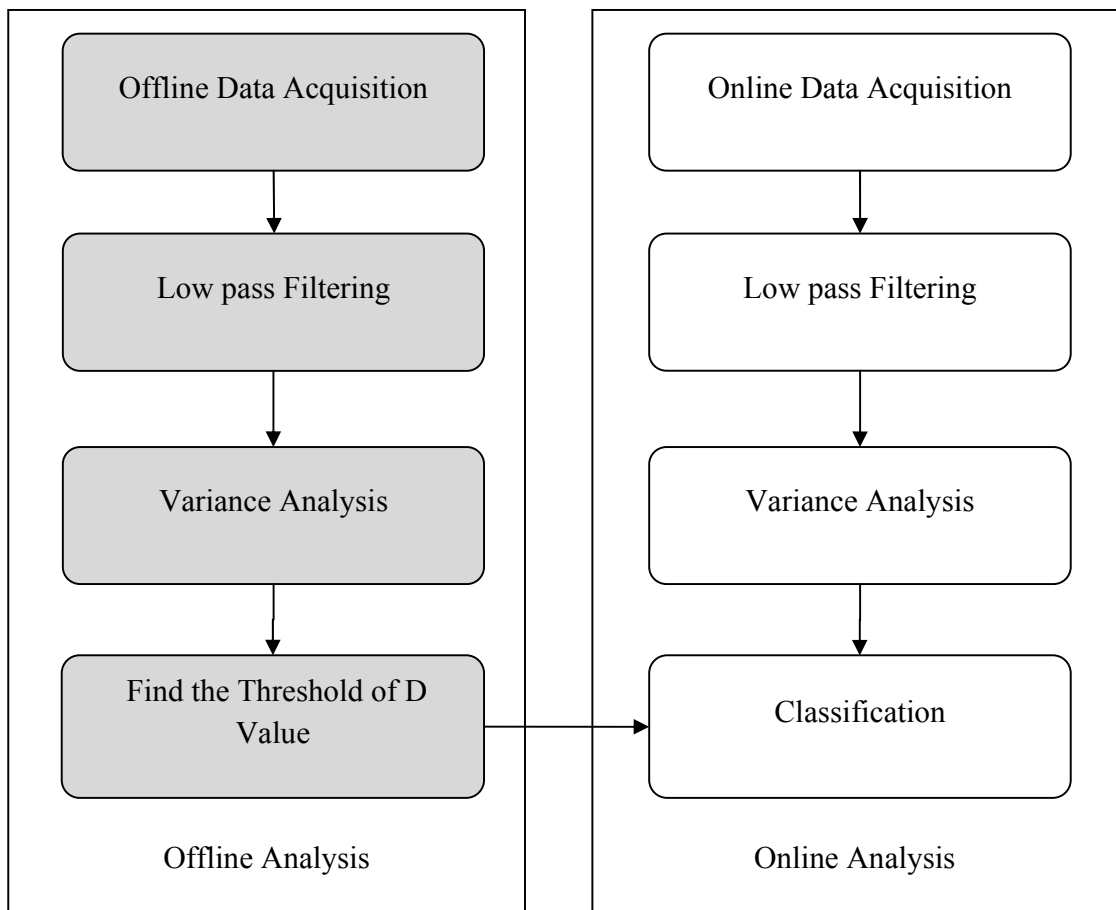 Offline Data Acquisition
Low pass Filtering
Variance Analysis
Find the Threshold of D
Value
Offline Analysis
Online Data Acquisition
Low pass Filtering
Variance Analysis
Classification
Online Analysis